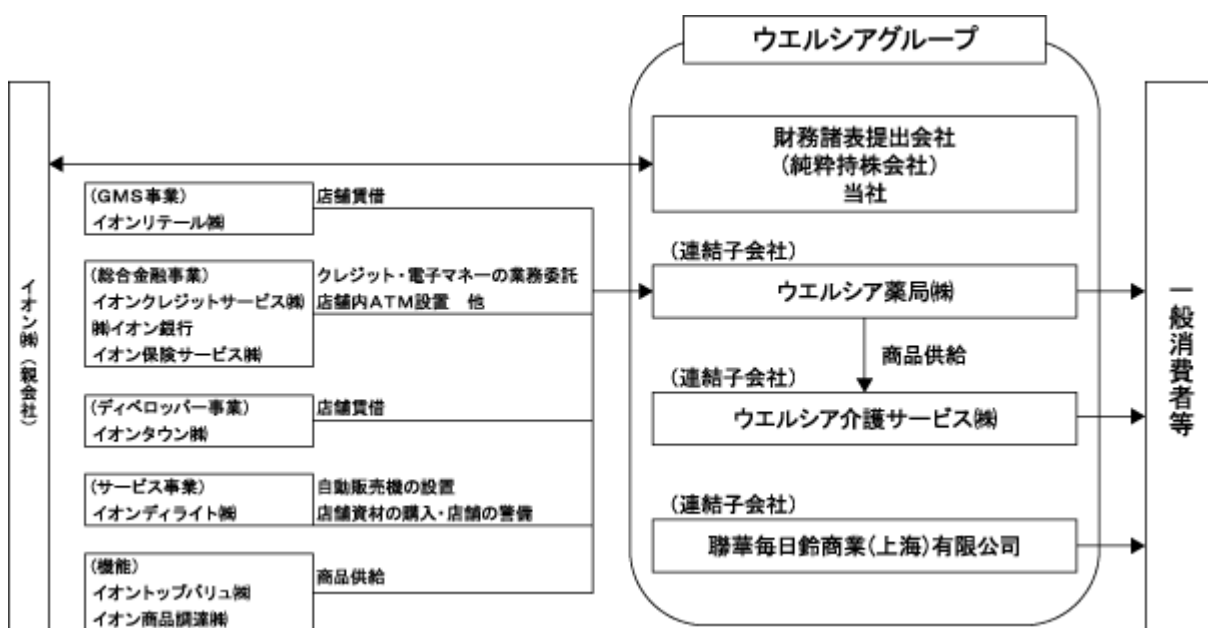 ウエルシアグループ
イオン㈱(親会社)
財務諸表提出会社
(純粋持株会社)
当社
(GMS事業)
イオンリテール㈱
店舗賃借
(総合金融事業)
イオンクレジットサービス㈱
㈱イオン銀行
イオン保険サービス㈱
クレジット・電子マネーの業務委託
店舗内ATM設置 他
(ディベロッパー事業)
イオンタウン㈱
店舗賃借
(サービス事業)
イオンディライト㈱
自動販売機の設置
店舗資材の購入・店舗の警備
(機能)
イオントップバリュ㈱
イオン商品調達㈱
商品供給
(連結子会社)
ウエルシア薬局㈱
商品供給
(連結子会社)
ウエルシア介護サービス㈱
(連結子会社)
聯華毎日鈴商業(上海)有限公司
一般消費者等